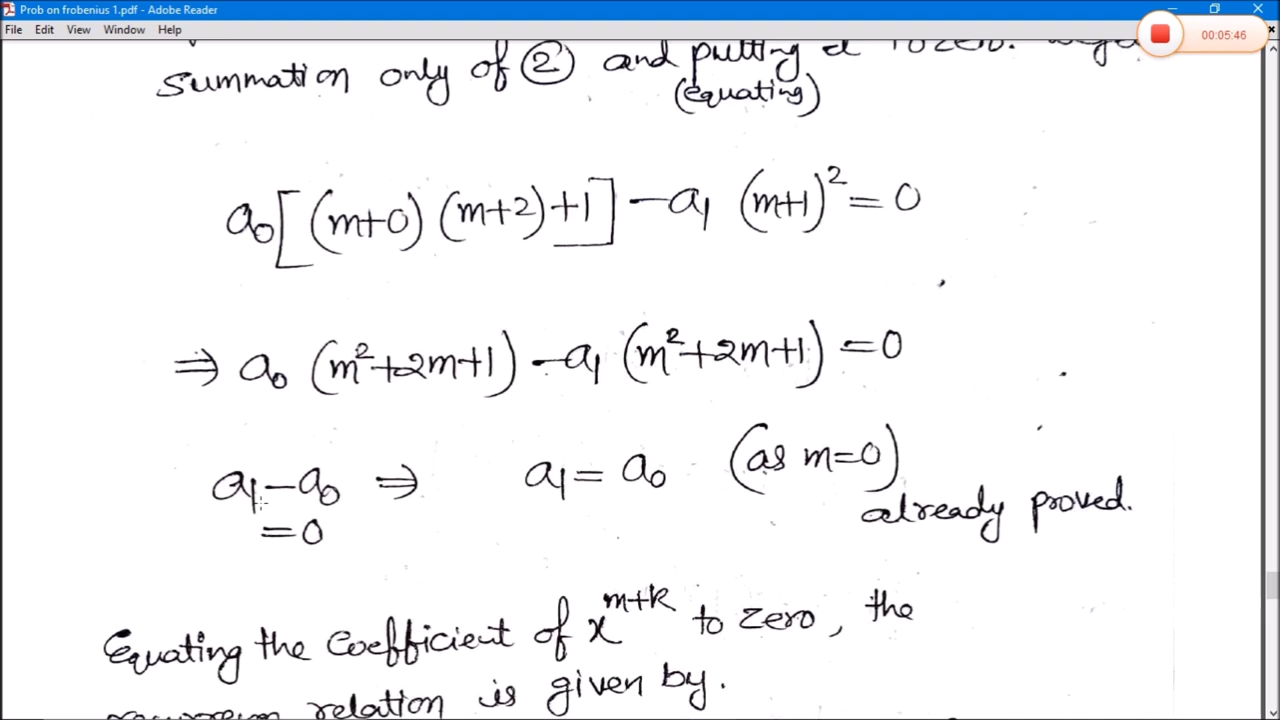 Prob on frobenius 1.pdf - Adobe Reader
File Edit View Window Help
00:05:46
summation only of ② and putting it to zero.
(equating)
a₀[(m+0) (m+2)+1] - a₁ (m+1)² = 0
⇒ a₀ (m²+2m+1) - a₁ (m²+2m+1) = 0
a₁ - a₀ ⇒ a₁ = a₀ (as m=0)
= 0 already proved.
Equating the coefficient of x^{m+k} to zero, the
relation is given by.